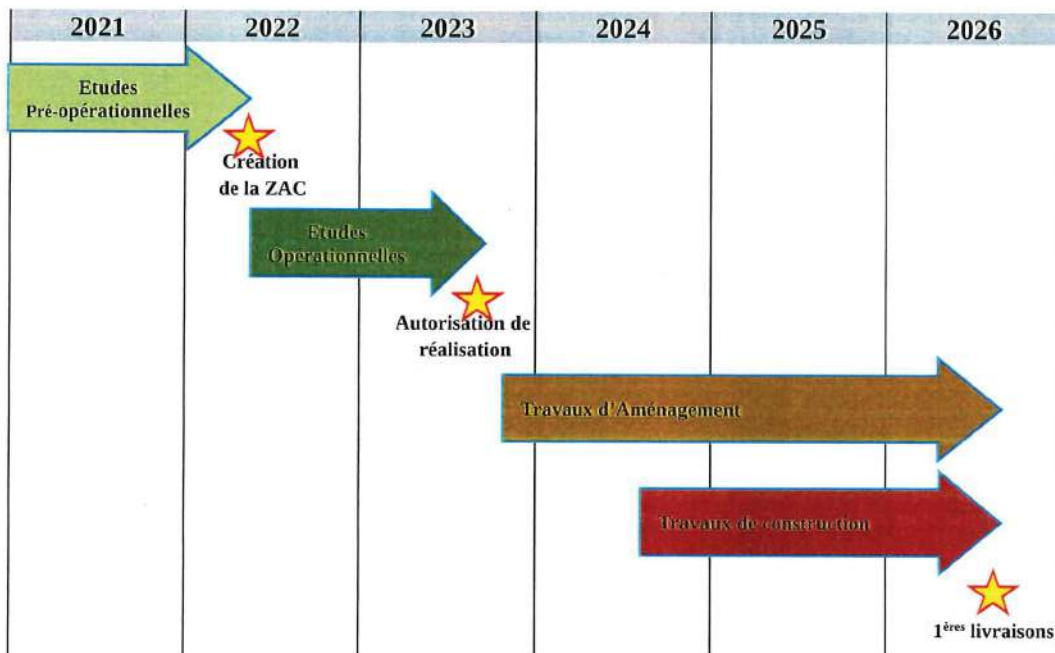 2021 2022 2023 2024 2025 2026
Etudes
Pré-opérationnelles
Création
de la ZAC
Etudes
Opérationnelles
Autorisation de
réalisation
Travaux d'Aménagement
Travaux de construction
1ères livraisons